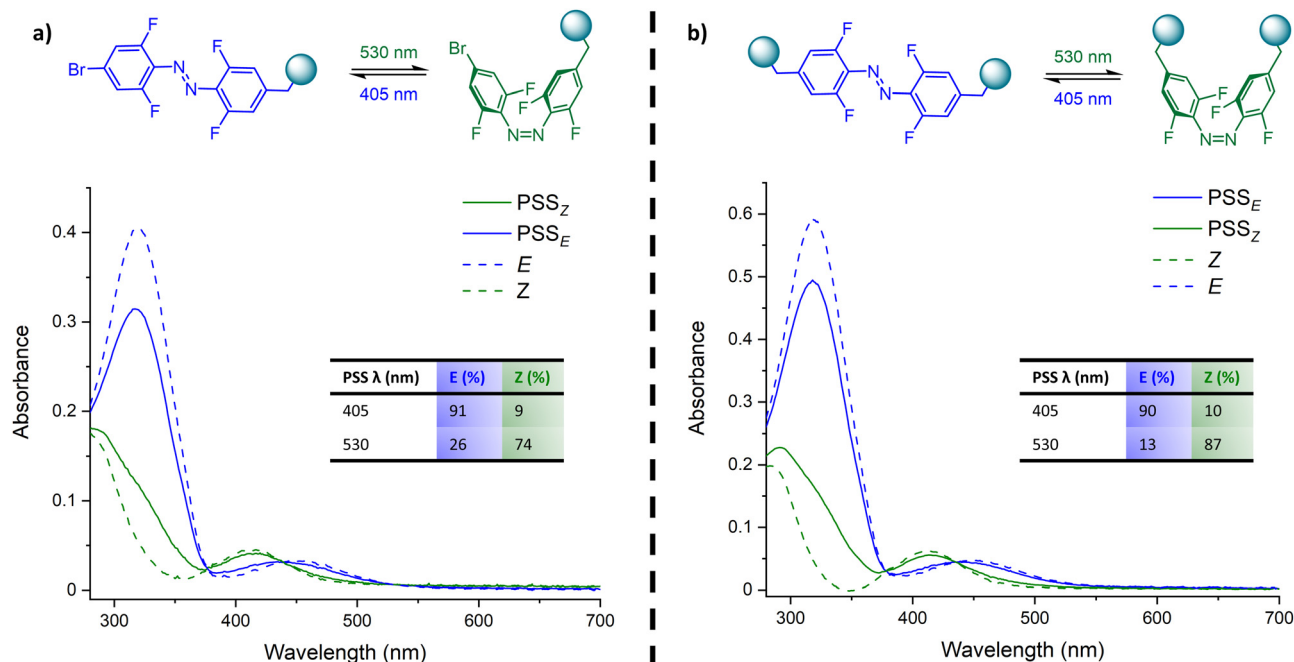 a)
Br
F
F
N
N
F
F
530 nm
405 nm
Br
F
F
F
F
N=N
PSSZ
PSSE
E
Z
0.4
0.3
0.2
0.1
0
Absorbance
PSS λ (nm) E (%) Z (%)
405 91 9
530 26 74
300 400 500 600 700
Wavelength (nm)
b)
F
F
N
N
F
F
530 nm
405 nm
F
F
F
F
N=N
PSSE
PSSZ
Z
E
0.6
0.5
0.4
0.3
0.2
0.1
0
Absorbance
PSS λ (nm) E (%) Z (%)
405 90 10
530 13 87
300 400 500 600 700
Wavelength (nm)